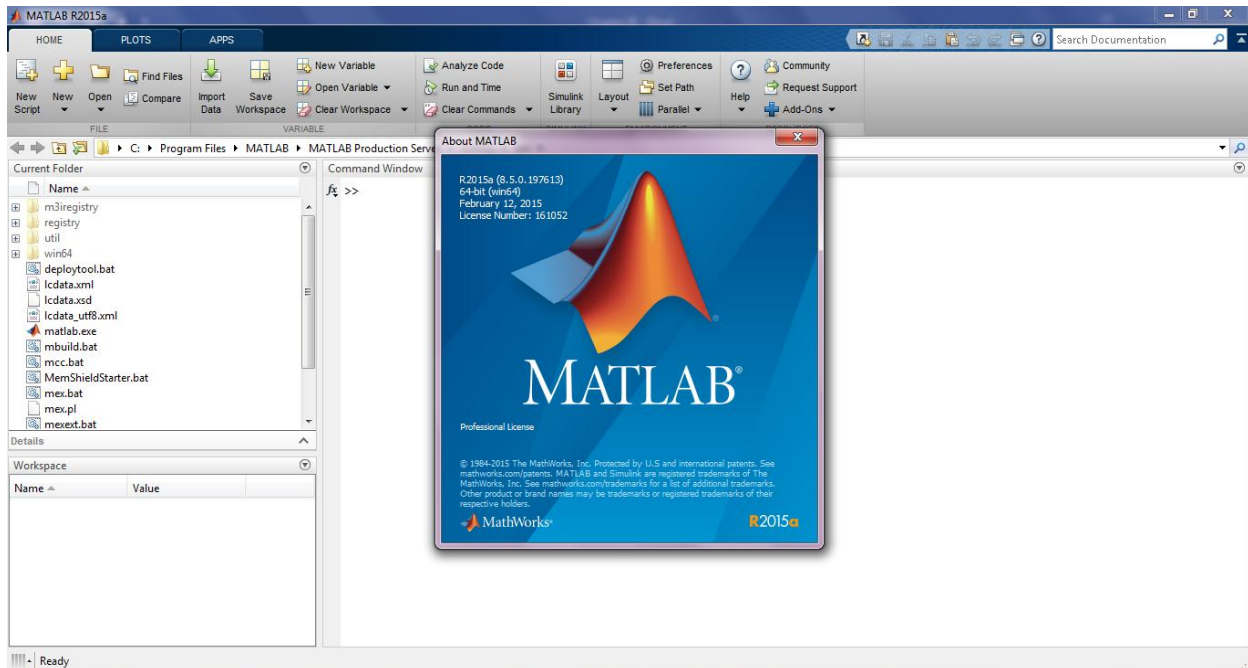 MATLAB R2015a
HOME PLOTS APPS
Search Documentation
New Script
New
Open
Find Files
Compare
Import Data
Save Workspace
New Variable
Open Variable
Clear Workspace
Analyze Code
Run and Time
Clear Commands
Simulink Library
Layout
Preferences
Set Path
Parallel
Help
Community
Request Support
Add-Ons
FILE
VARIABLE
C: Program Files MATLAB MATLAB Production Serve
Current Folder
Name
m3iregistry
registry
util
win64
deploytool.bat
lcdata.xml
lcdata.xsd
lcdata_utf8.xml
matlab.exe
mbuild.bat
mcc.bat
MemShieldStarter.bat
mex.bat
mex.pl
mexext.bat
Details
Workspace
Name Value
Command Window
fx >>
About MATLAB
R2015a (8.5.0.197613)
64-bit (win64)
February 12, 2015
License Number: 161052
MATLAB®
Professional License
© 1984-2015 The MathWorks, Inc. Protected by U.S and international patents. See
mathworks.com/patents. MATLAB and Simulink are registered trademarks of The
MathWorks, Inc. See mathworks.com/trademarks for a list of additional trademarks.
Other product or brand names may be trademarks or registered trademarks of their
respective holders.
MathWorks®
R2015a
Ready